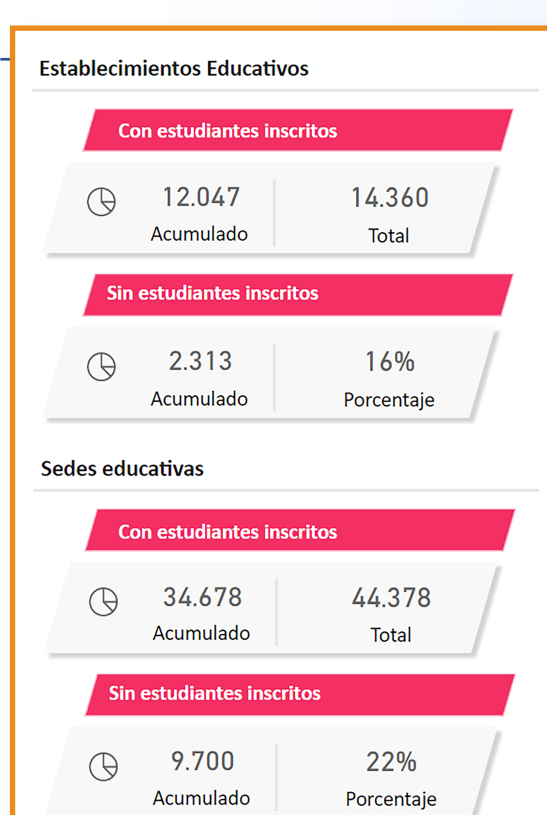 Establecimientos Educativos
Con estudiantes inscritos
12.047 14.360
Acumulado Total
Sin estudiantes inscritos
2.313 16%
Acumulado Porcentaje
Sedes educativas
Con estudiantes inscritos
34.678 44.378
Acumulado Total
Sin estudiantes inscritos
9.700 22%
Acumulado Porcentaje